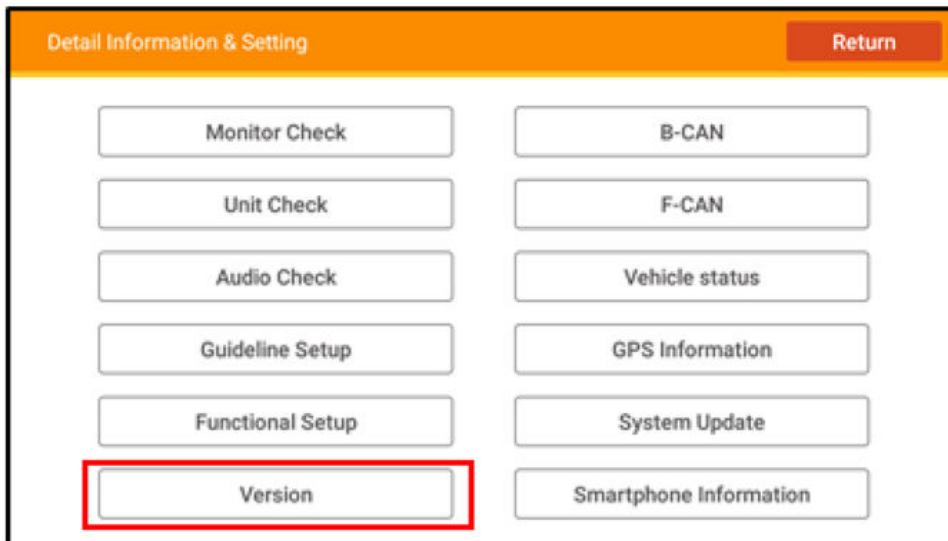 Detail Information & Setting
Return
Monitor Check
B-CAN
Unit Check
F-CAN
Audio Check
Vehicle status
Guideline Setup
GPS Information
Functional Setup
System Update
Version
Smartphone Information